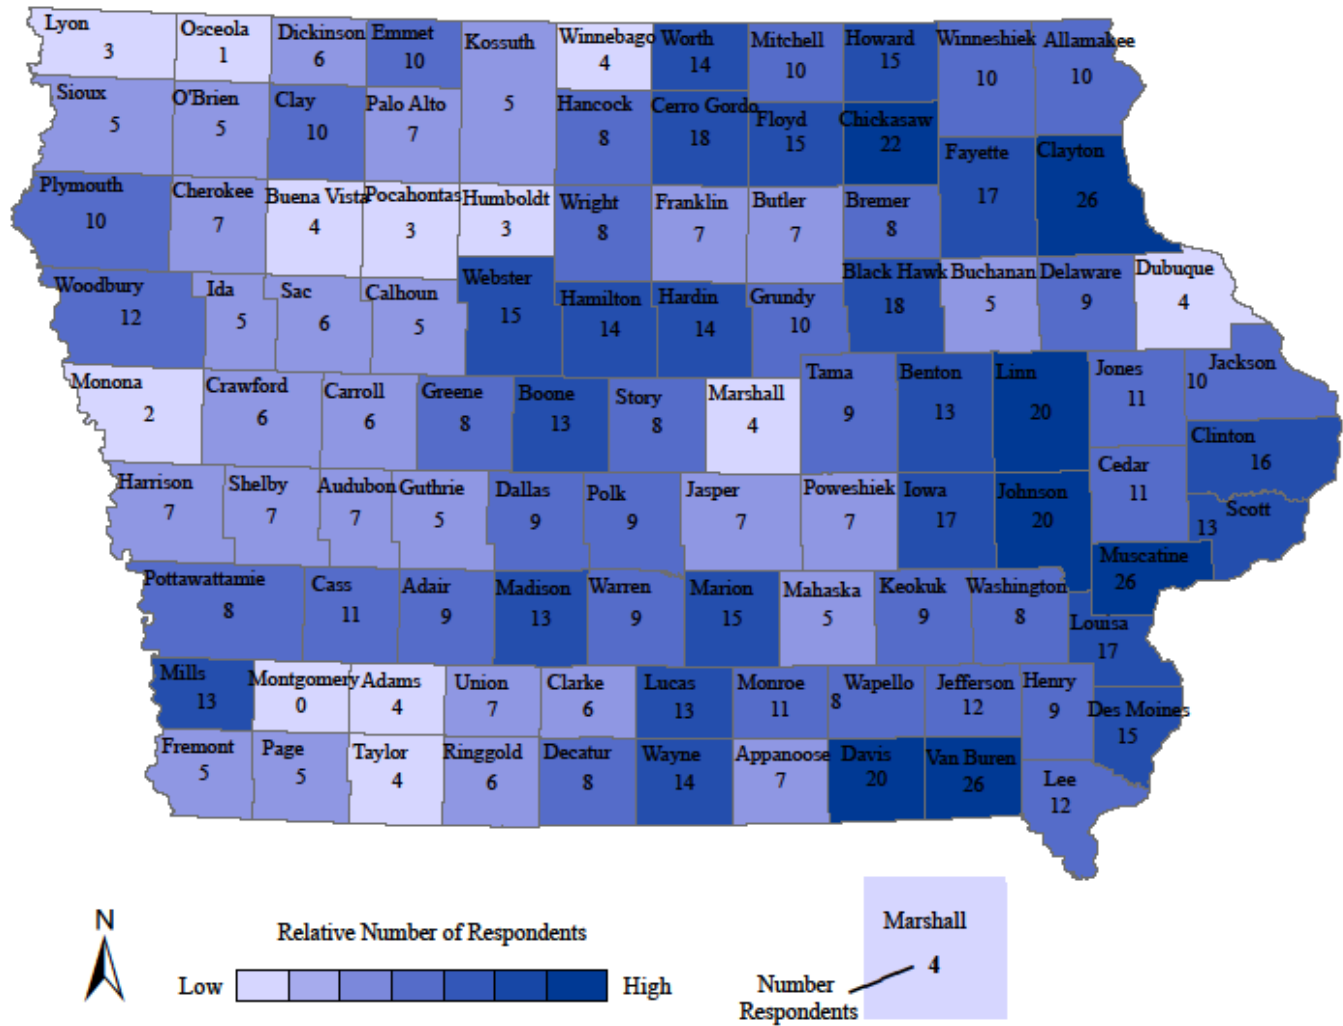 Lyon
3
Osceola
1
Dickinson
6
Emmet
10
Kossuth
5
Winnebago
4
Worth
14
Mitchell
10
Howard
15
Winneshiek
10
Allamakee
10
Sioux
5
O'Brien
5
Clay
10
Palo Alto
7
Hancock
8
Cerro Gordo
18
Floyd
15
Chickasaw
22
Fayette
17
Clayton
26
Plymouth
10
Cherokee
7
Buena Vista
4
Pocahontas
3
Humboldt
3
Wright
8
Franklin
7
Butler
7
Bremer
8
Woodbury
12
Ida
5
Sac
6
Calhoun
5
Webster
15
Hamilton
14
Hardin
14
Grundy
10
Black Hawk
18
Buchanan
5
Delaware
9
Dubuque
4
Monona
2
Crawford
6
Carroll
6
Greene
8
Boone
13
Story
8
Marshall
4
Tama
9
Benton
13
Linn
20
Jones
11
Jackson
10
Clinton
16
Harrison
7
Shelby
7
Audubon
7
Guthrie
5
Dallas
9
Polk
9
Jasper
7
Poweshiek
7
Iowa
17
Johnson
20
Cedar
11
Scott
13
Muscatine
26
Pottawattamie
8
Cass
11
Adair
9
Madison
13
Warren
9
Marion
15
Mahaska
5
Keokuk
9
Washington
8
Louisa
17
Mills
13
Montgomery
0
Adams
4
Union
7
Clarke
6
Lucas
13
Monroe
11
Wapello
8
Jefferson
12
Henry
9
Des Moines
15
Fremont
5
Page
5
Taylor
4
Ringgold
6
Decatur
8
Wayne
14
Appanoose
7
Davis
20
Van Buren
26
Lee
12
N
Relative Number of Respondents
Low
High
Marshall
4
Number
Respondents